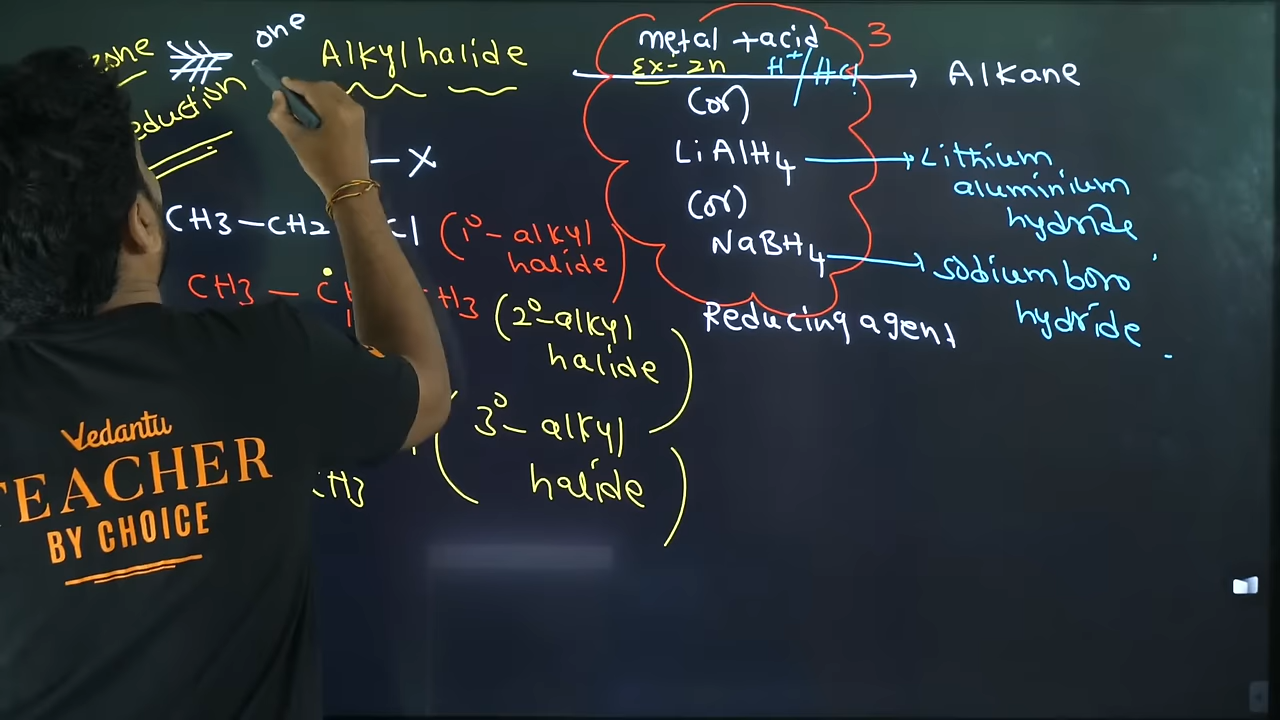 one
Alkyl halide
metal + acid
3
Ex- Zn H+/HCl
Alkane
(or)
LiAlH4
Lithium
aluminium
hydride
(or)
NaBH4
sodium boro
hydride
Reducing agent
— X
CH3 — CH2 Cl
(1° - alkyl
halide)
CH3 —
(2° - alkyl
halide)
(3° - alkyl
halide)
Vedantu
TEACHER
BY CHOICE